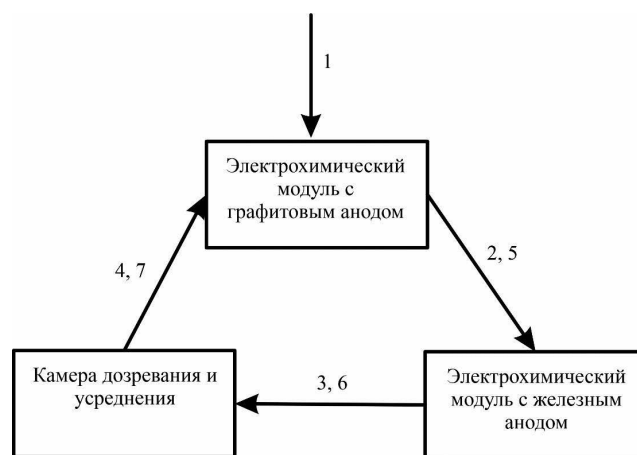 1
Электрохимический
модуль с
графитовым анодом
4, 7
2, 5
Камера дозревания и
усреднения
3, 6
Электрохимический
модуль с железным
анодом